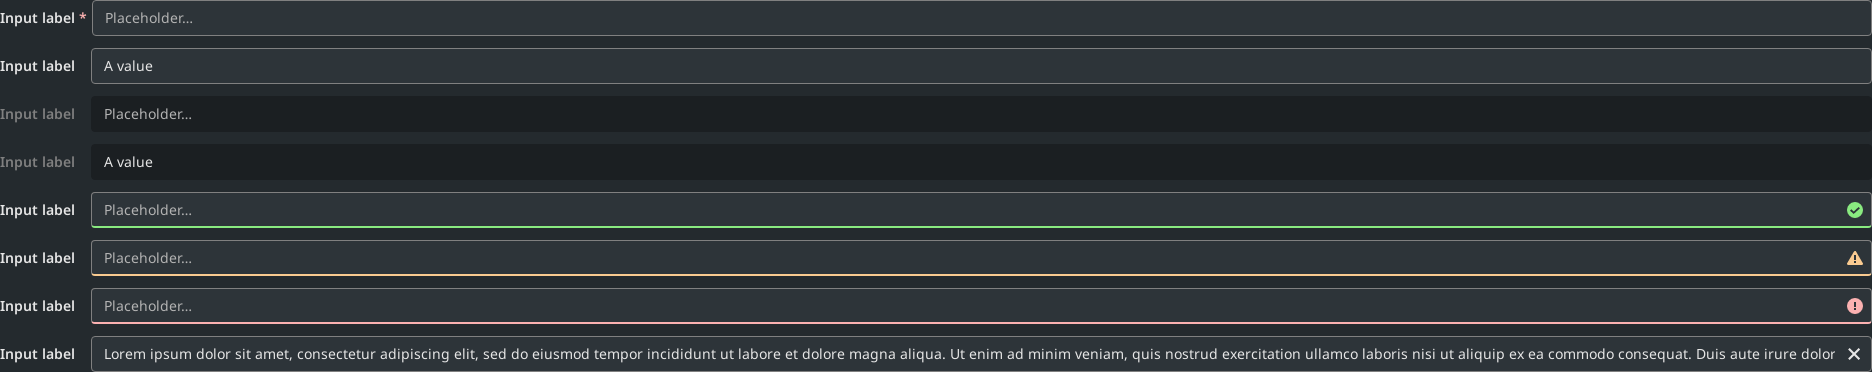 Input label * Placeholder...
Input label A value
Input label Placeholder...
Input label A value
Input label Placeholder...
Input label Placeholder...
Input label Placeholder...
Input label Lorem ipsum dolor sit amet, consectetur adipiscing elit, sed do eiusmod tempor incididunt ut labore et dolore magna aliqua. Ut enim ad minim veniam, quis nostrud exercitation ullamco laboris nisi ut aliquip ex ea commodo consequat. Duis aute irure dolor